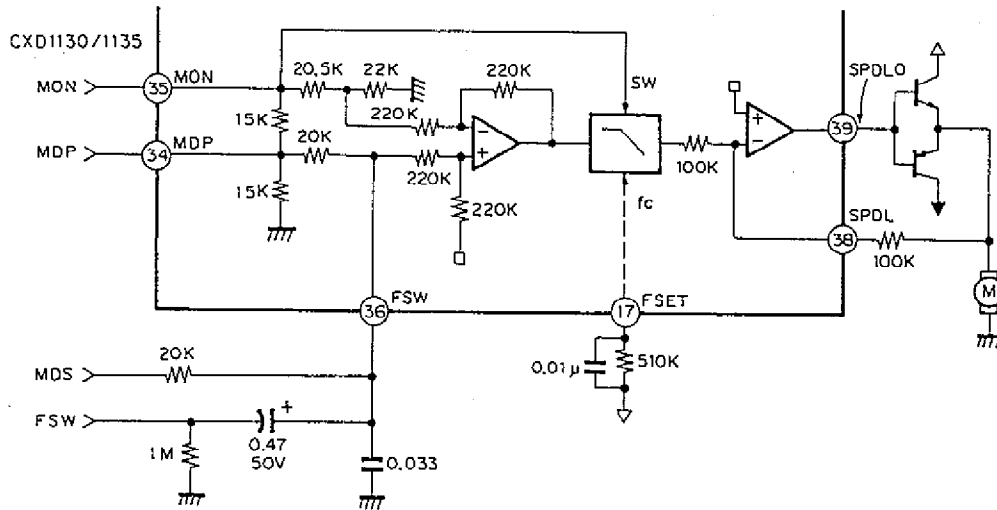 CXD1130/1135
MON
35
MON
20.5K
22K
220K
SW
SPDLO
15K
220K
+
39
MDP
34
MDP
20K
−
+
−
15K
220K
100K
220K
fc
SPDL
38
100K
M
36
FSW
17
FSET
20K
MDS
0.01μ
510K
FSW
+
1M
0.47
50V
0.033